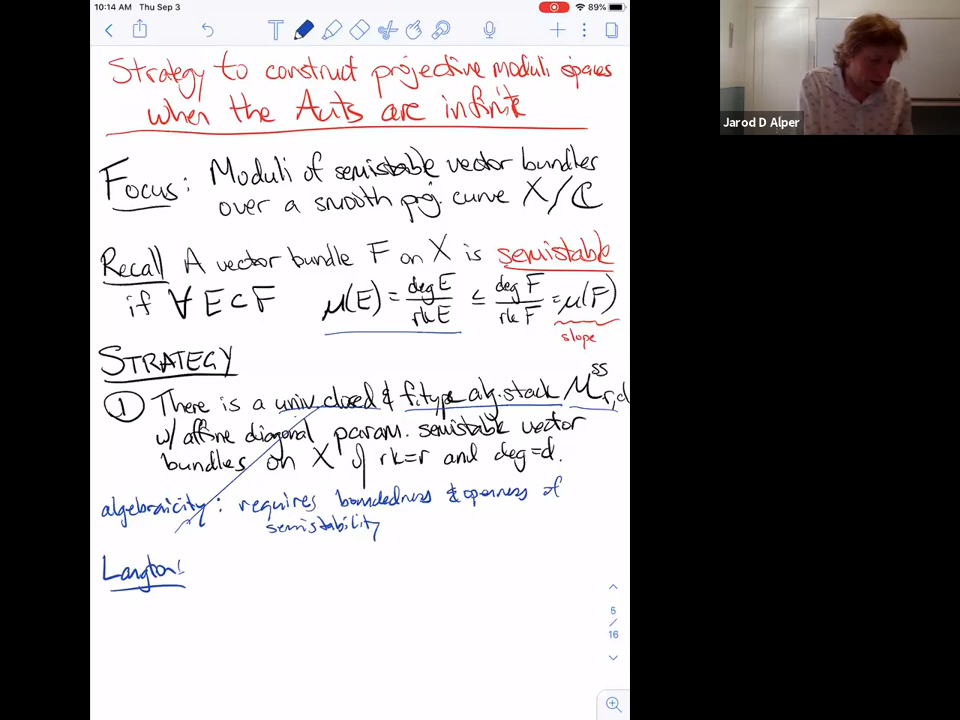 10:14 AM Thu Sep 3
89%
Strategy to construct projective moduli spaces
when the Auts are infinite
Focus: Moduli of semistable vector bundles
over a smooth proj. curve X/ℂ
Recall A vector bundle F on X is semistable
if ∀ E⊂F μ(E) = deg E / rk E ≤ deg F / rk F = μ(F)
slope
STRATEGY
① There is a univ. closed & f. type alg. stack M^ss_r,d
w/ affine diagonal param. semistable vector
bundles on X of rk=r and deg=d.
algebraicity: requires boundedness & openness of
semistability
Langton:
5
/
16
Jarod D Alper